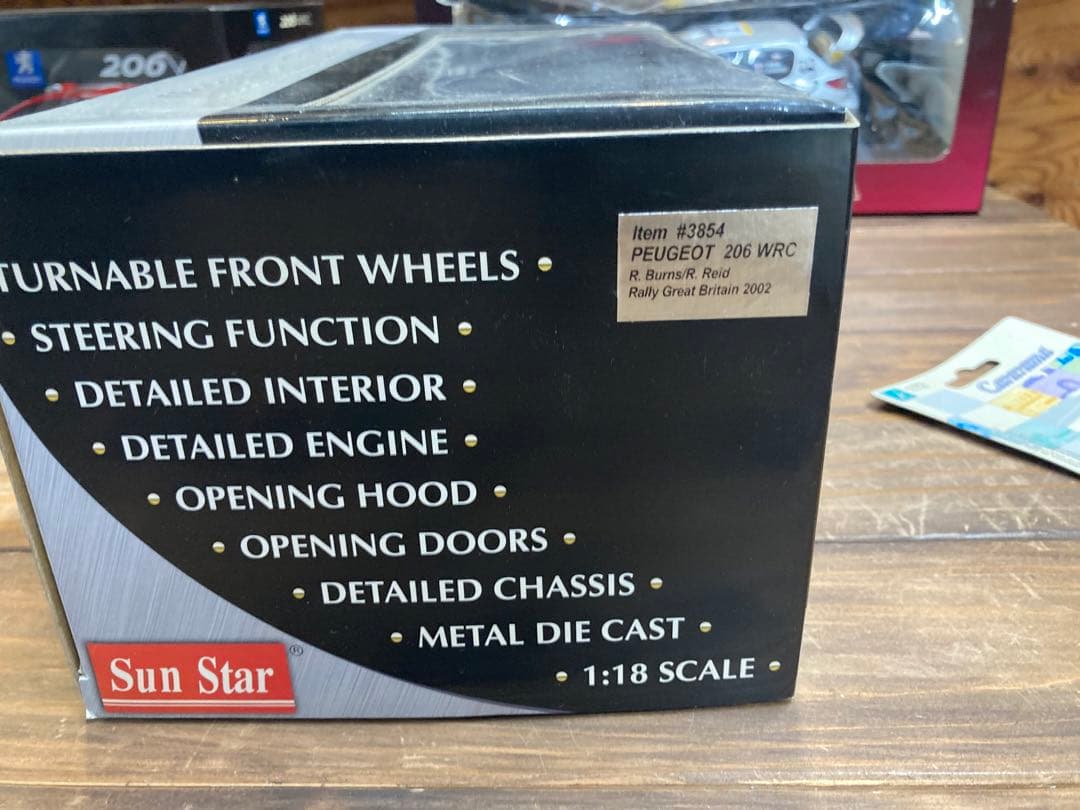 206
Item #3854
PEUGEOT 206 WRC
R. Burns/R. Reid
Rally Great Britain 2002
TURNABLE FRONT WHEELS •
• STEERING FUNCTION •
• DETAILED INTERIOR •
• DETAILED ENGINE •
• OPENING HOOD •
• OPENING DOORS •
• DETAILED CHASSIS •
• METAL DIE CAST •
• 1:18 SCALE •
Sun Star ®